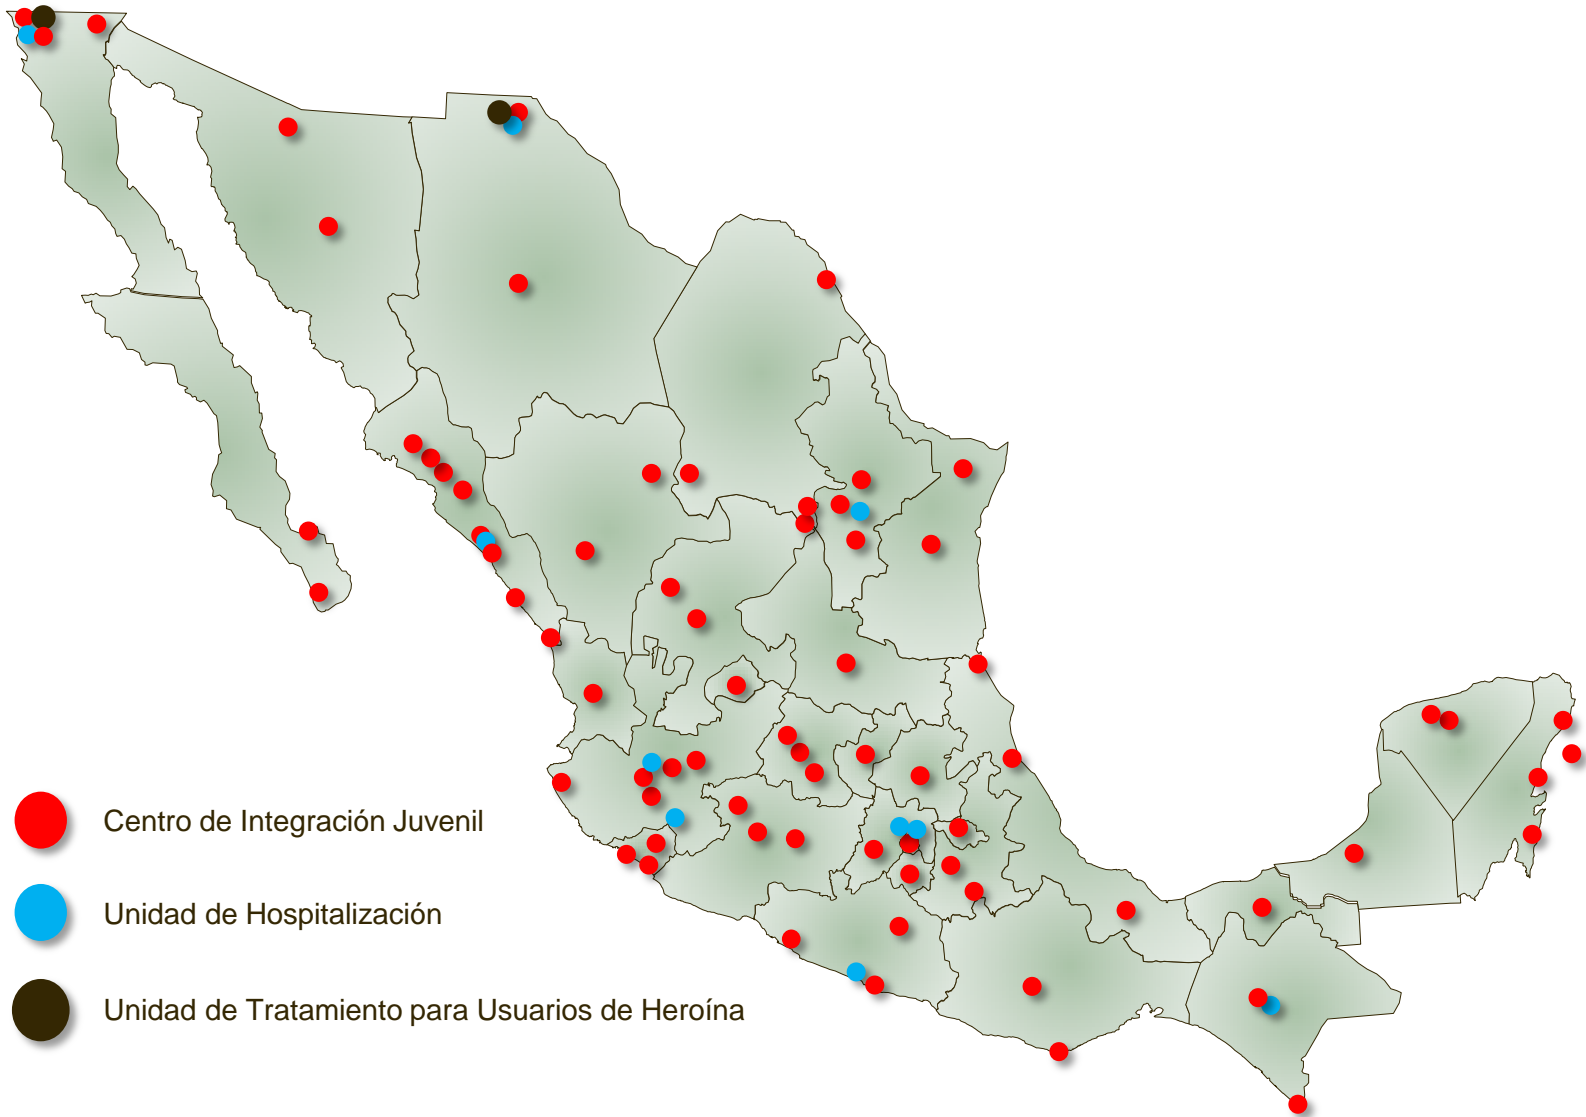 Centro de Integración Juvenil
Unidad de Hospitalización
Unidad de Tratamiento para Usuarios de Heroína